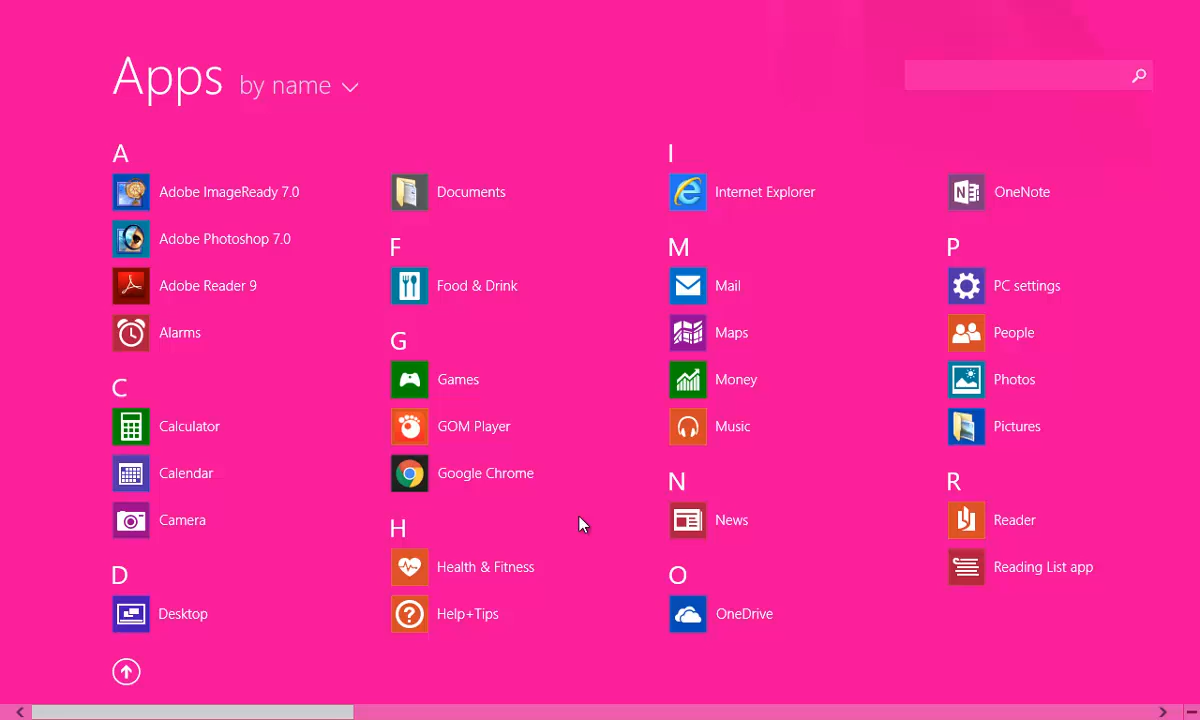 Apps by name
A
Adobe ImageReady 7.0
Adobe Photoshop 7.0
Adobe Reader 9
Alarms
C
Calculator
Calendar
Camera
D
Desktop
Documents
F
Food & Drink
G
Games
GOM Player
Google Chrome
H
Health & Fitness
Help+Tips
I
Internet Explorer
M
Mail
Maps
Money
Music
N
News
O
OneDrive
OneNote
P
PC settings
People
Photos
Pictures
R
Reader
Reading List app